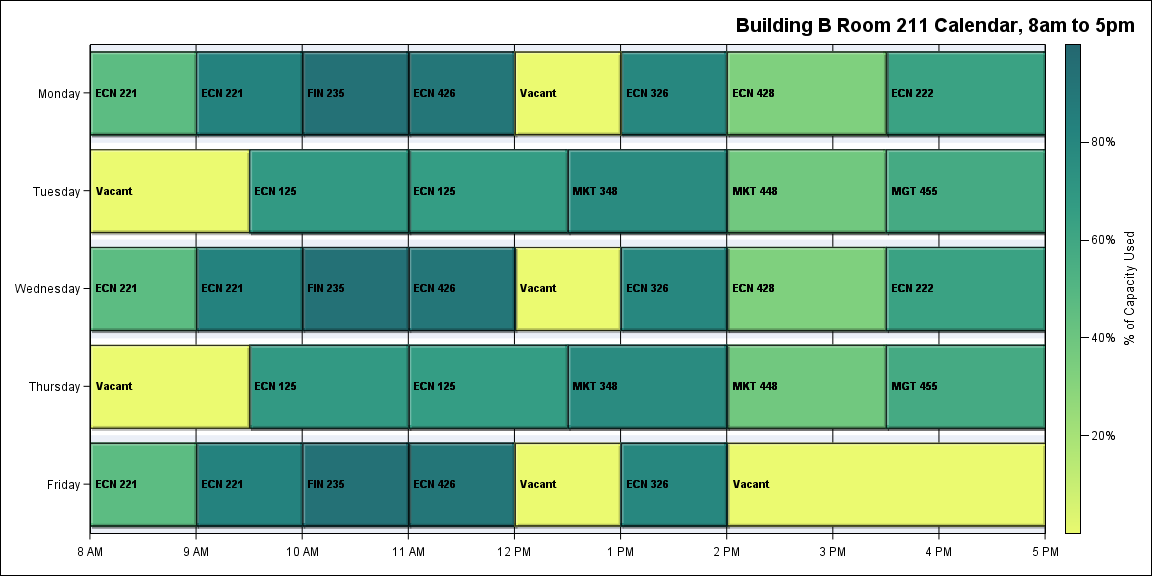 Building B Room 211 Calendar, 8am to 5pm
Monday
ECN 221
ECN 221
FIN 235
ECN 426
Vacant
ECN 326
ECN 428
ECN 222
Tuesday
Vacant
ECN 125
ECN 125
MKT 348
MKT 448
MGT 455
Wednesday
ECN 221
ECN 221
FIN 235
ECN 426
Vacant
ECN 326
ECN 428
ECN 222
Thursday
Vacant
ECN 125
ECN 125
MKT 348
MKT 448
MGT 455
Friday
ECN 221
ECN 221
FIN 235
ECN 426
Vacant
ECN 326
Vacant
8 AM
9 AM
10 AM
11 AM
12 PM
1 PM
2 PM
3 PM
4 PM
5 PM
80%
60%
40%
20%
% of Capacity Used